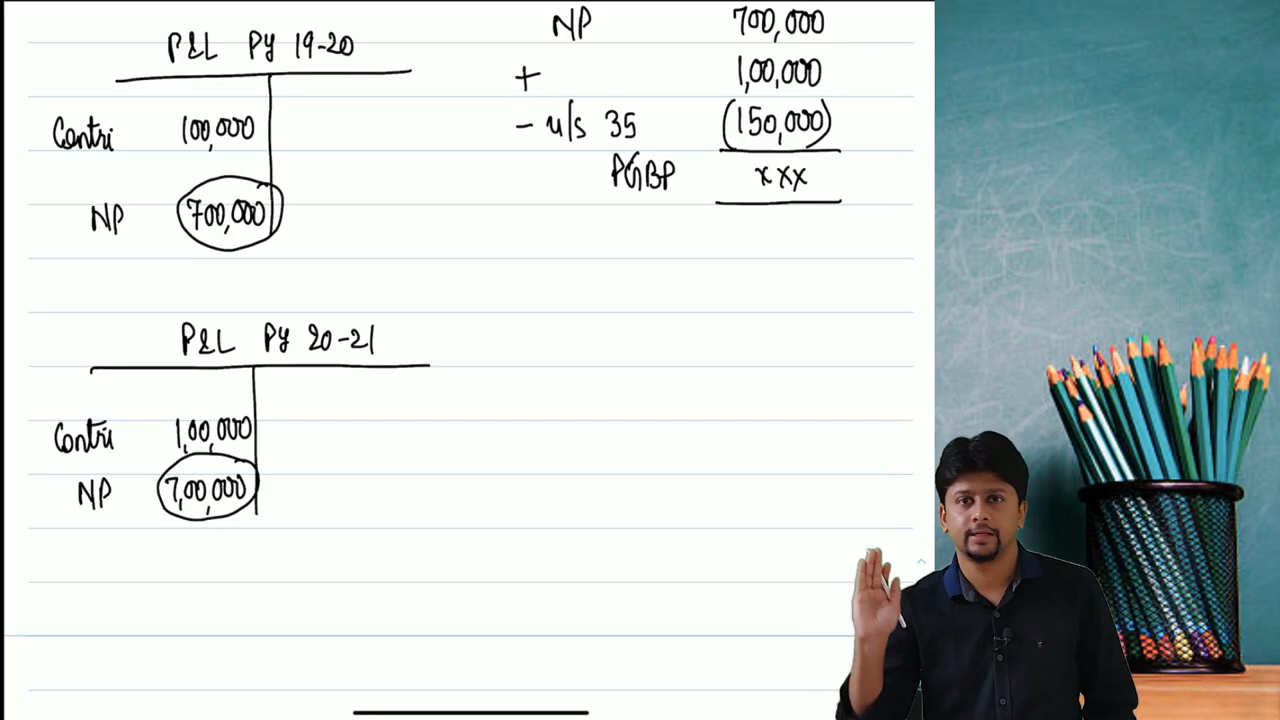 P&L PY 19-20
Contri 100,000
NP 700,000
NP 700,000
+ 1,00,000
- u/s 35 (150,000)
PGBP xxx
P&L PY 20-21
Contri 1,00,000
NP 7,00,000